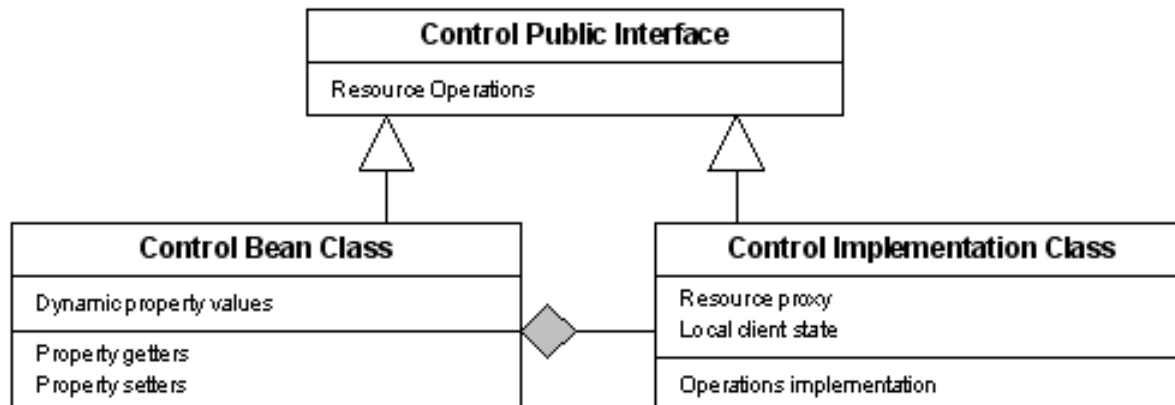 Control Public Interface
Resource Operations
Control Bean Class
Dynamic property values
Property getters
Property setters
Control Implementation Class
Resource proxy
Local client state
Operations implementation